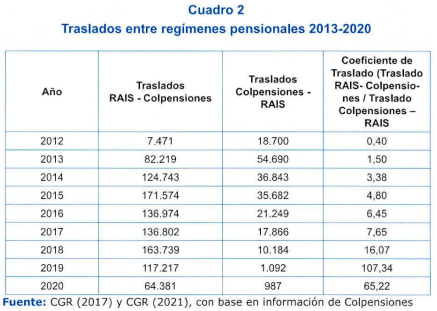 Cuadro 2
Traslados entre regímenes pensionales 2013-2020
Año
Traslados
RAIS - Colpensiones
Traslados
Colpensiones -
RAIS
Coeficiente de
Traslado (Traslado
RAIS- Colpensio-
nes / Traslado
Colpensiones –
RAIS
2012 7.471 18.700 0,40
2013 82.219 54.690 1,50
2014 124.743 36.843 3,38
2015 171.574 35.682 4,80
2016 136.974 21.249 6,45
2017 136.802 17.866 7,65
2018 163.739 10.184 16,07
2019 117.217 1.092 107,34
2020 64.381 987 65,22
Fuente: CGR (2017) y CGR (2021), con base en información de Colpensiones